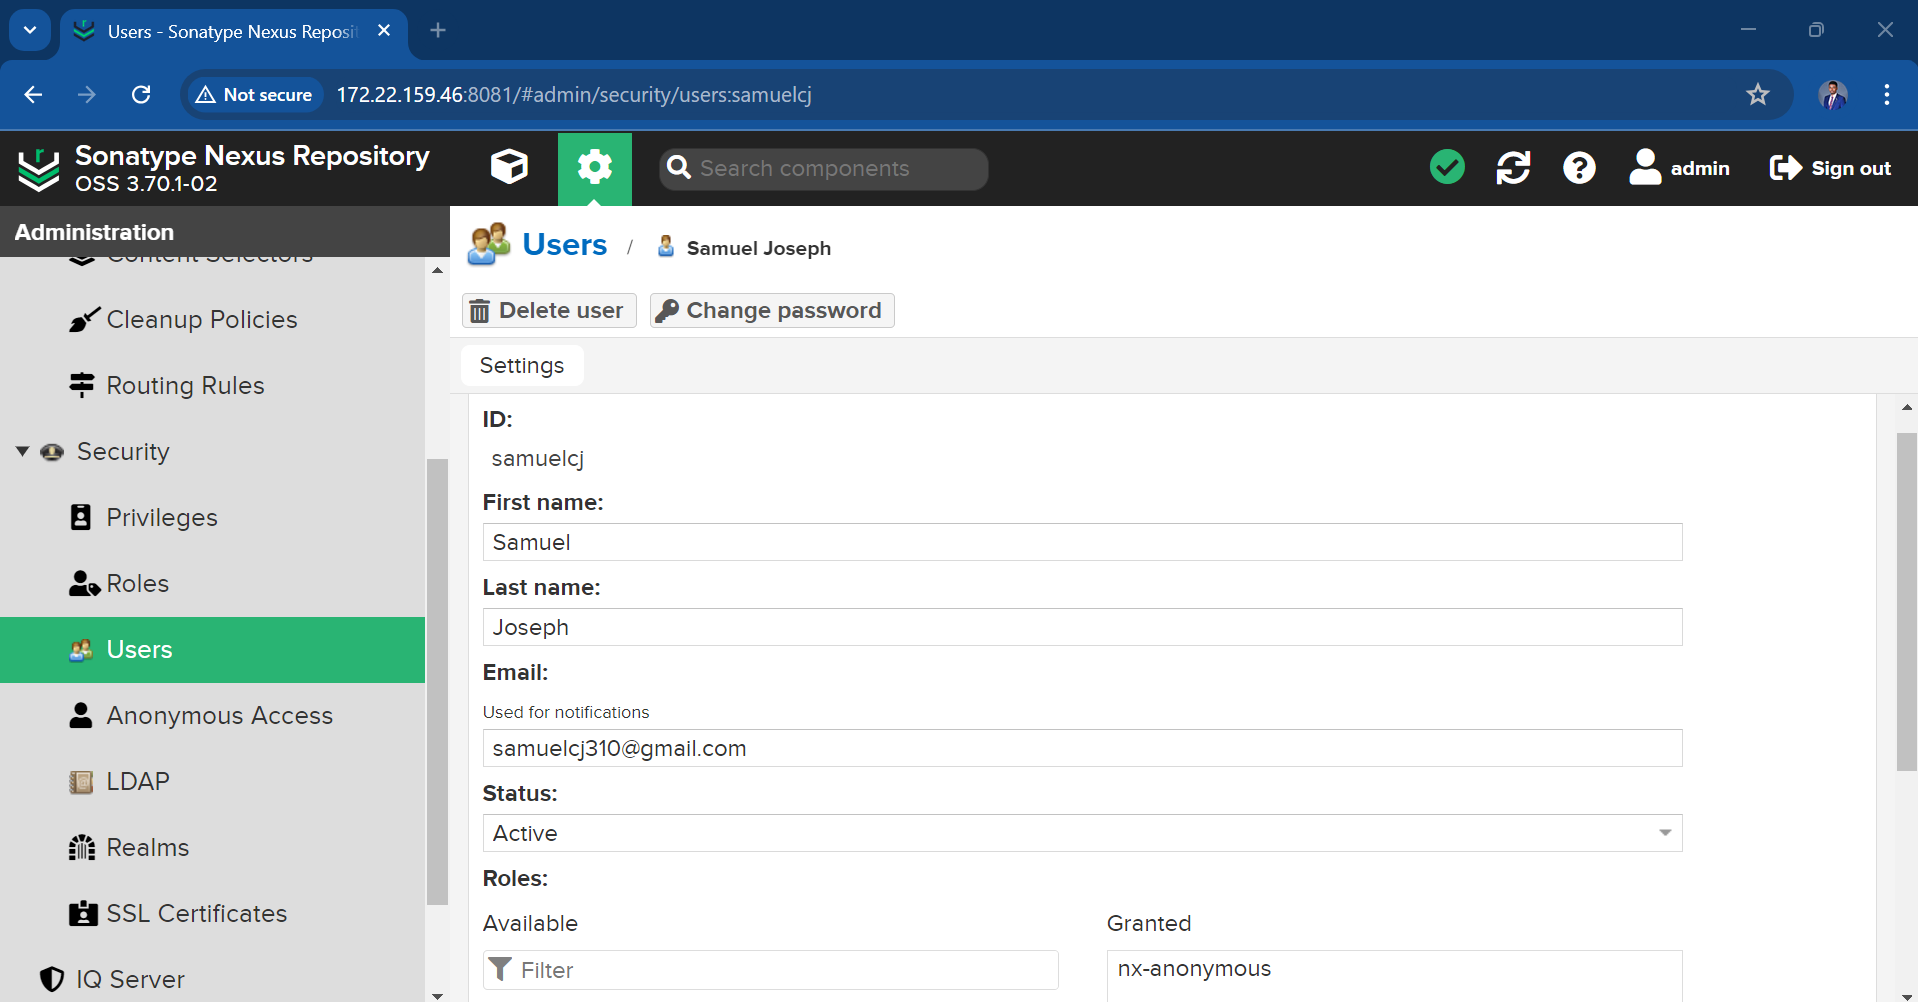 Users - Sonatype Nexus Reposit
Not secure
172.22.159.46:8081/#admin/security/users:samuelcj
Sonatype Nexus Repository
OSS 3.70.1-02
Search components
admin
Sign out
Administration
Content Selectors
Cleanup Policies
Routing Rules
Security
Privileges
Roles
Users
Anonymous Access
LDAP
Realms
SSL Certificates
IQ Server
Users / Samuel Joseph
Delete user
Change password
Settings
ID:
samuelcj
First name:
Samuel
Last name:
Joseph
Email:
Used for notifications
samuelcj310@gmail.com
Status:
Active
Roles:
Available
Filter
Granted
nx-anonymous